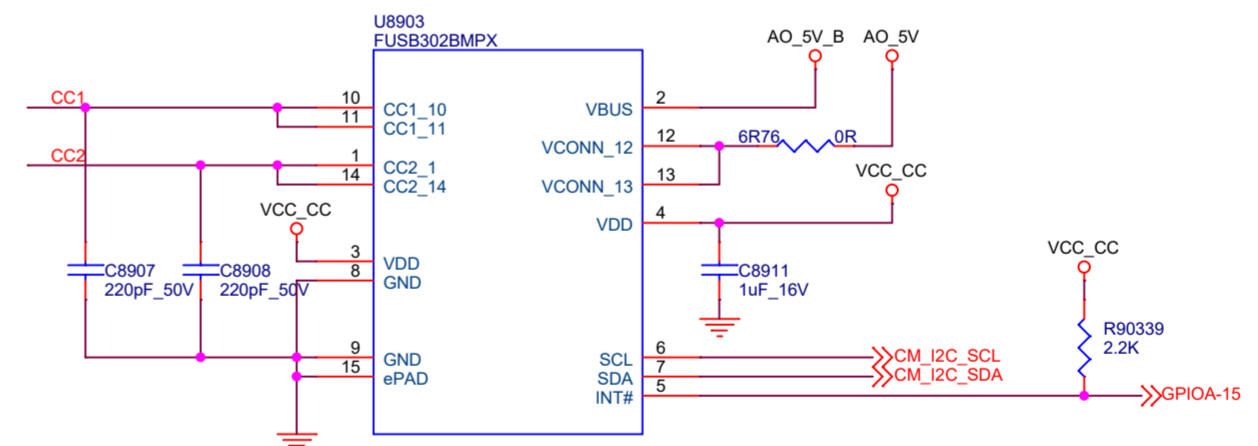 U8903
FUSB302BMPX
AO_5V_B
AO_5V
CC1
10
CC1_10
VBUS
2
11
CC1_11
12
6R76
0R
CC2
1
CC2_1
VCONN_12
14
CC2_14
VCONN_13
13
VCC_CC
VCC_CC
VDD
4
3
VDD
VCC_CC
C8907
220pF_50V
C8908
220pF_50V
8
GND
C8911
1uF_16V
R90339
2.2K
9
GND
SCL
6
CM_I2C_SCL
15
ePAD
SDA
7
CM_I2C_SDA
INT#
5
GPIOA-15